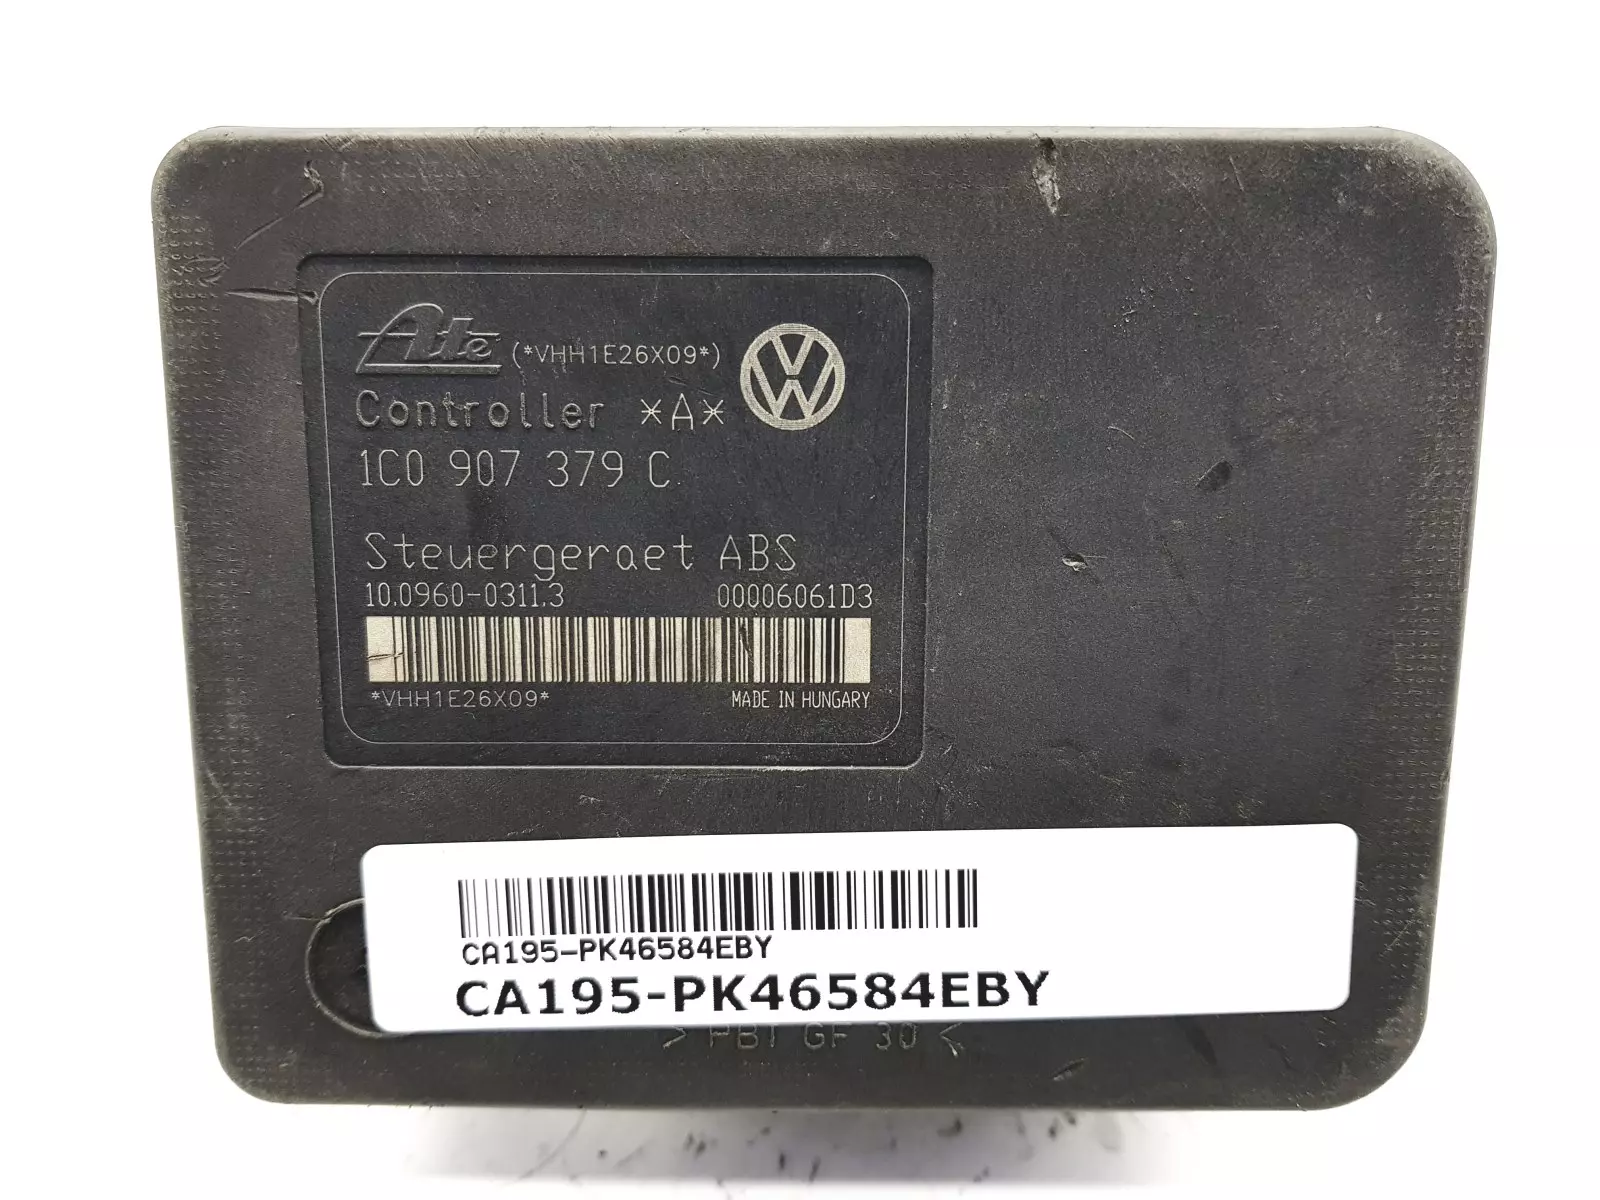 Ate (*VHH1E26X09*)
Controller *A*
1C0 907 379 C
Steuergeraet ABS
10.0960-0311.3 00006061D3
*VHH1E26X09* MADE IN HUNGARY
CA195-PK46584EBY
CA195-PK46584EBY
> PBT GF 30 <